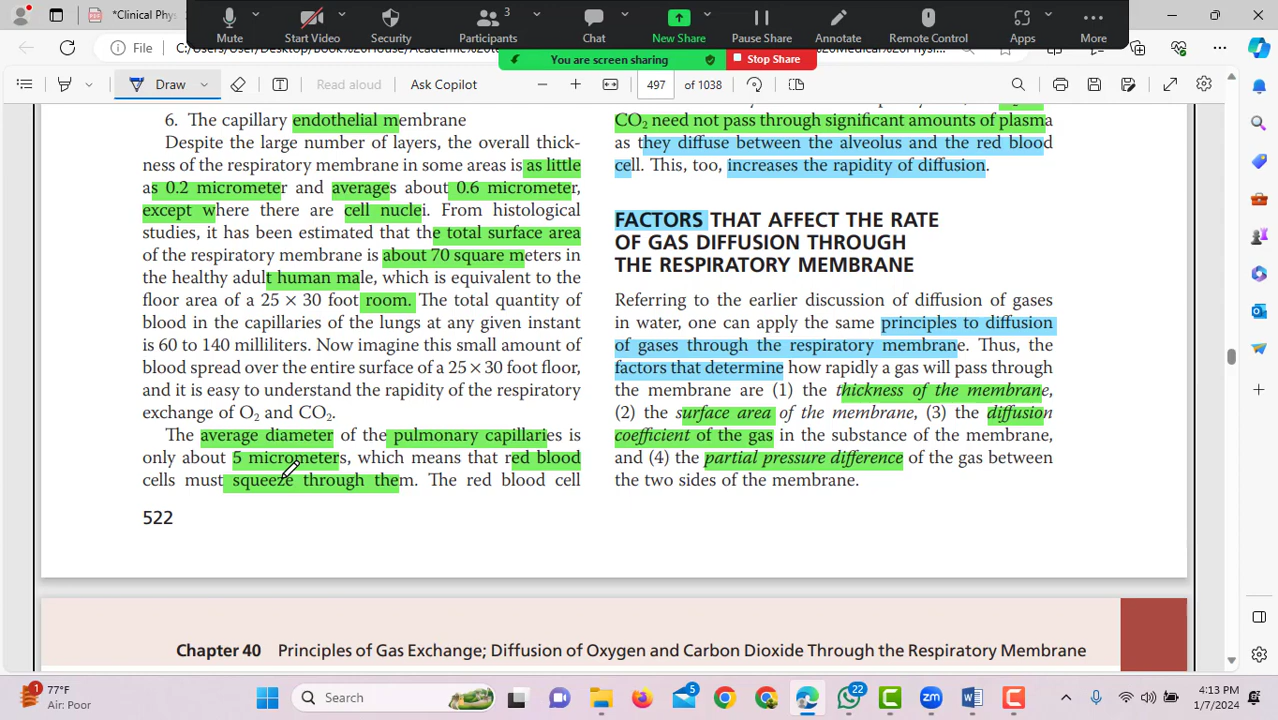 *Clinical
Mute
Start Video
Security
Participants
3
Chat
New Share
Pause Share
Annotate
Remote Control
Apps
More
You are screen sharing
Stop Share
File
Draw
Read aloud
Ask Copilot
497
of 1038
6. The capillary endothelial membrane
Despite the large number of layers, the overall thick-
ness of the respiratory membrane in some areas is as little
as 0.2 micrometer and averages about 0.6 micrometer,
except where there are cell nuclei. From histological
studies, it has been estimated that the total surface area
of the respiratory membrane is about 70 square meters in
the healthy adult human male, which is equivalent to the
floor area of a 25 × 30 foot room. The total quantity of
blood in the capillaries of the lungs at any given instant
is 60 to 140 milliliters. Now imagine this small amount of
blood spread over the entire surface of a 25 × 30 foot floor,
and it is easy to understand the rapidity of the respiratory
exchange of O2 and CO2.
The average diameter of the pulmonary capillaries is
only about 5 micrometers, which means that red blood
cells must squeeze through them. The red blood cell
522
CO2 need not pass through significant amounts of plasma
as they diffuse between the alveolus and the red blood
cell. This, too, increases the rapidity of diffusion.
FACTORS THAT AFFECT THE RATE
OF GAS DIFFUSION THROUGH
THE RESPIRATORY MEMBRANE
Referring to the earlier discussion of diffusion of gases
in water, one can apply the same principles to diffusion
of gases through the respiratory membrane. Thus, the
factors that determine how rapidly a gas will pass through
the membrane are (1) the thickness of the membrane,
(2) the surface area of the membrane, (3) the diffusion
coefficient of the gas in the substance of the membrane,
and (4) the partial pressure difference of the gas between
the two sides of the membrane.
Chapter 40 Principles of Gas Exchange; Diffusion of Oxygen and Carbon Dioxide Through the Respiratory Membrane
1
77°F
Air: Poor
Search
5
zm
22
4:13 PM
1/7/2024